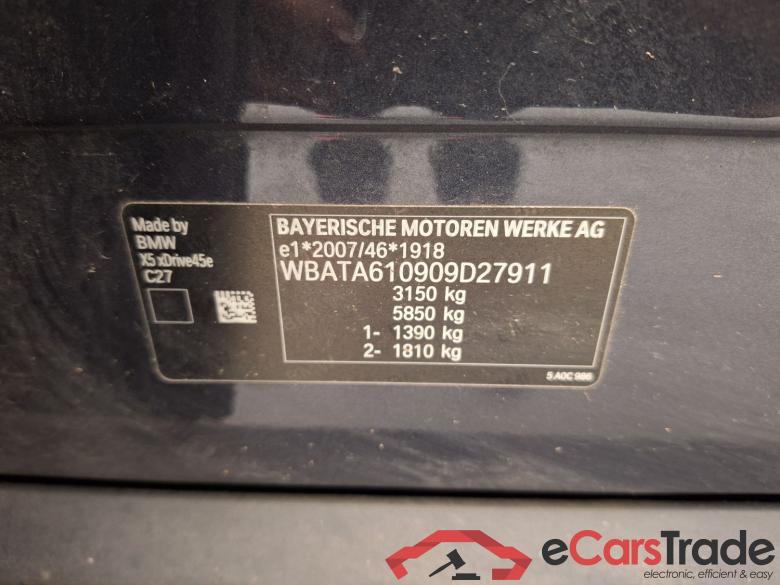 Made by
BMW
X5 xDrive45e
C27
BAYERISCHE MOTOREN WERKE AG
e1*2007/46*1918
WBATA610909D27911
3150 kg
5850 kg
1- 1390 kg
2- 1810 kg
5 A0C 986
eCarsTrade
electronic, efficient & easy